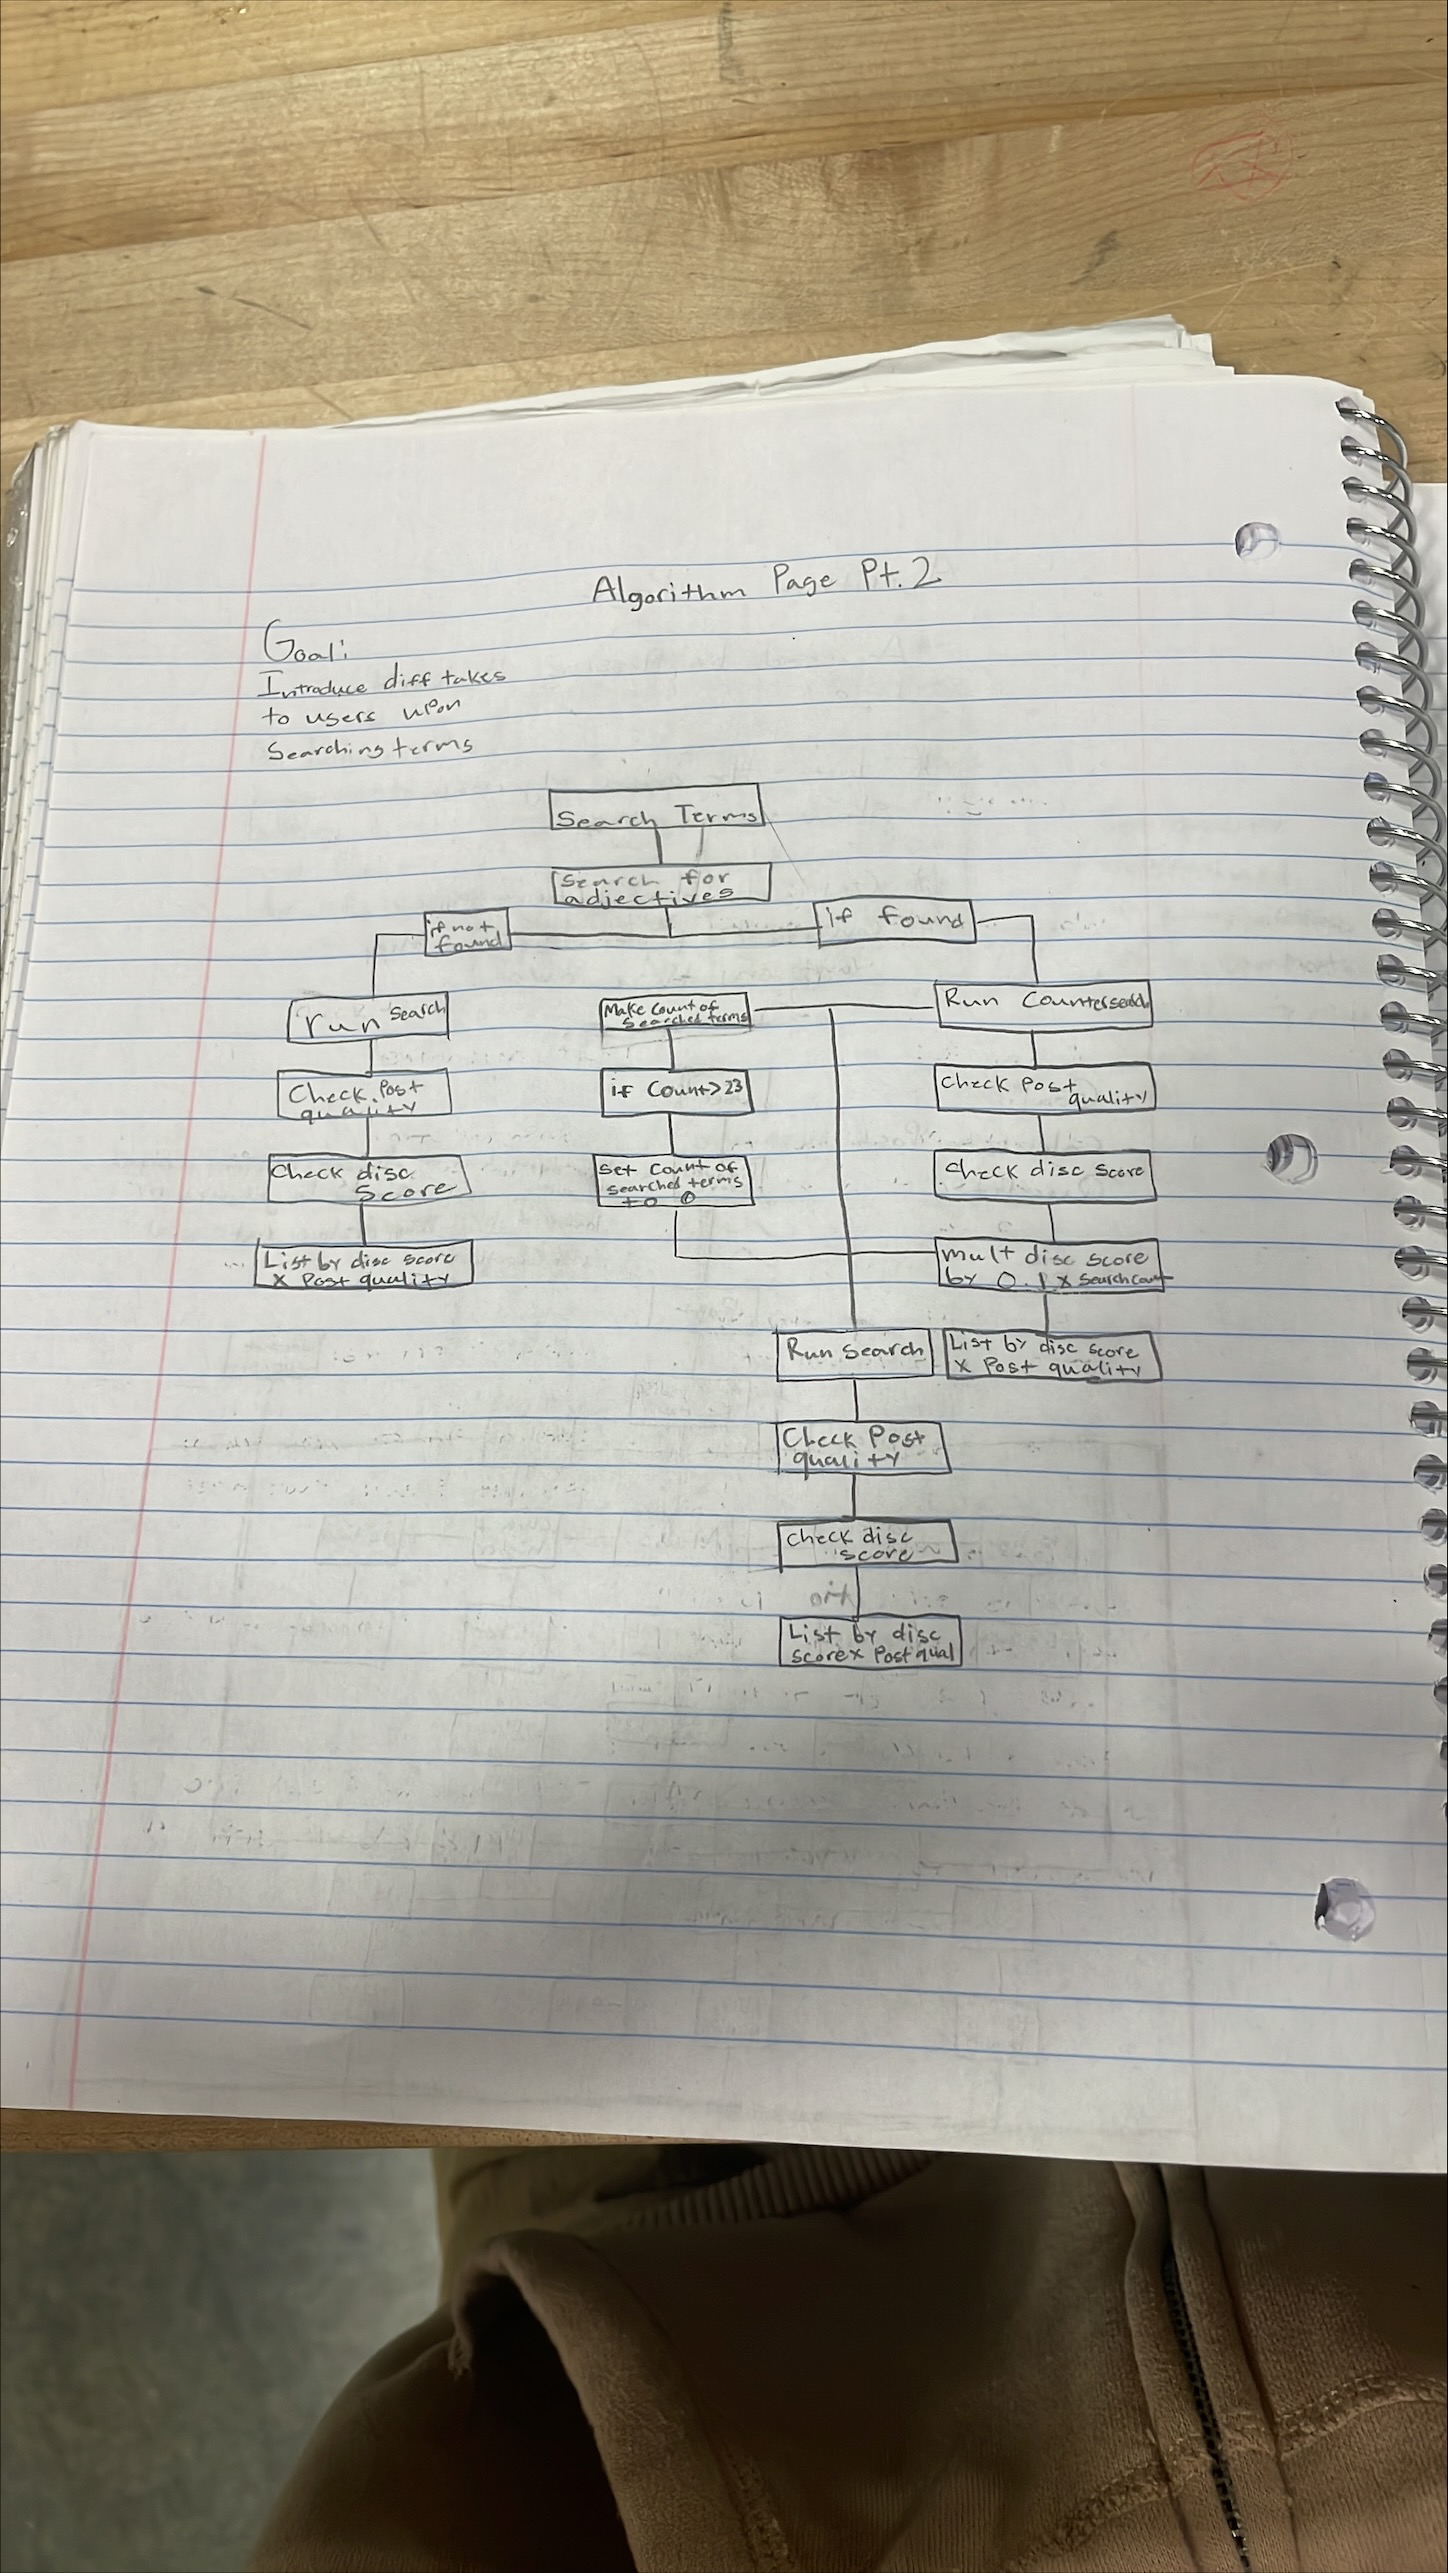 Algorithm Page Pt.2
Goal:
Introduce diff takes
to users upon
Searching terms
Search Terms
Search for
adjectives
if not
found
if found
run Search
Make count of
Searched terms
Run Countersearch
Check Post
quality
if Count>23
Check Post
quality
Check disc
Score
Set Count of
Searched terms
to 0
Check disc Score
List by disc score
x Post quality
mult disc score
by 0.1 x Searchcount
Run Search
List by disc score
x Post quality
Check Post
quality
Check disc
score
List by disc
score x Post qual